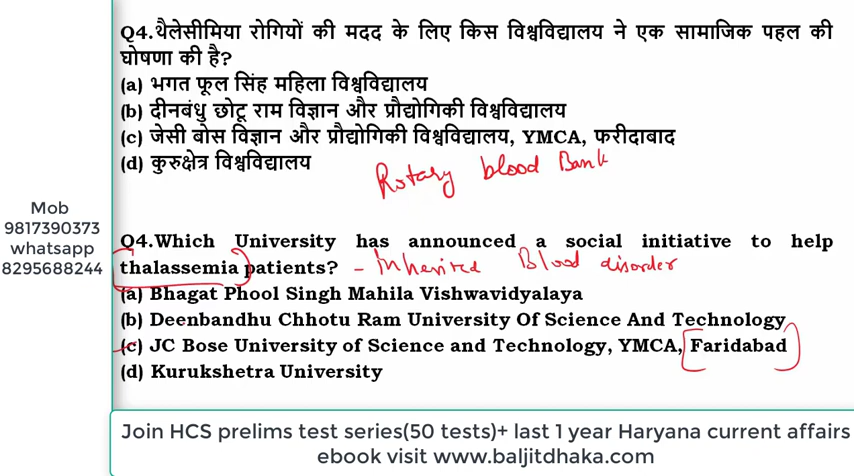 Q4.थैलेसीमिया रोगियों की मदद के लिए किस विश्वविद्यालय ने एक सामाजिक पहल की
घोषणा की है?
(a) भगत फूल सिंह महिला विश्वविद्यालय
(b) दीनबंधु छोटू राम विज्ञान और प्रौद्योगिकी विश्वविद्यालय
(c) जेसी बोस विज्ञान और प्रौद्योगिकी विश्वविद्यालय, YMCA, फरीदाबाद
(d) कुरुक्षेत्र विश्वविद्यालय
Rotary blood Bank
Mob
9817390373
whatsapp
8295688244
Q4.Which University has announced a social initiative to help
thalassemia patients? - Inherited Blood disorder
(a) Bhagat Phool Singh Mahila Vishwavidyalaya
(b) Deenbandhu Chhotu Ram University Of Science And Technology
(c) JC Bose University of Science and Technology, YMCA, Faridabad
(d) Kurukshetra University
Join HCS prelims test series(50 tests)+ last 1 year Haryana current affairs
ebook visit www.baljitdhaka.com